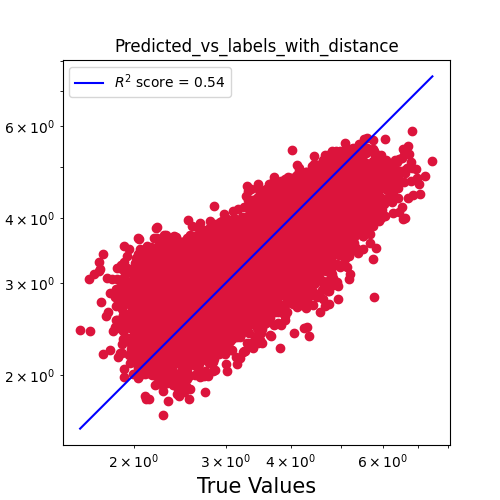 Predicted_vs_labels_with_distance
R² score = 0.54
6 × 10⁰
4 × 10⁰
3 × 10⁰
2 × 10⁰
2 × 10⁰ 3 × 10⁰ 4 × 10⁰ 6 × 10⁰
True Values